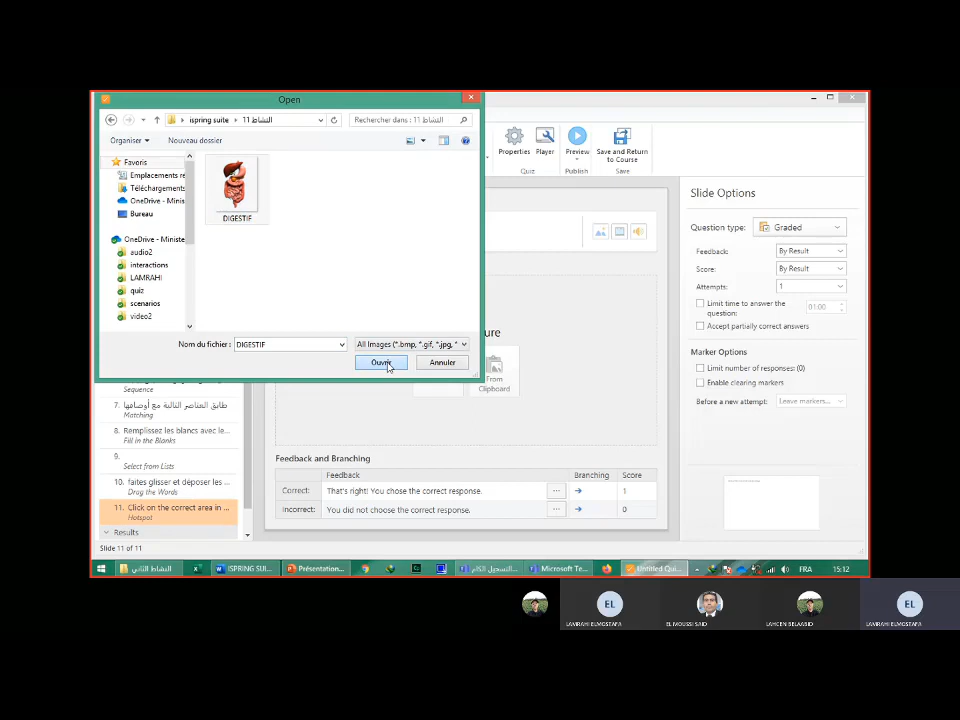 Open
ispring suite
النشاط 11
Rechercher dans : النشاط 11
Organiser
Nouveau dossier
Favoris
Emplacements re
Téléchargements
OneDrive - Minis
Bureau
OneDrive - Ministe
audio2
interactions
LAMRAHI
quiz
scenarios
video2
DIGESTIF
Nom du fichier :
DIGESTIF
All Images (*.bmp, *.gif, *.jpg, *
Ouvrir
Annuler
Properties
Player
Preview
Save and Return
to Course
Quiz
Publish
Save
Slide Options
Question type:
Graded
Feedback:
By Result
Score:
By Result
Attempts:
1
Limit time to answer the
question:
01:00
Accept partially correct answers
Marker Options
Limit number of responses: (0)
Enable clearing markers
Before a new attempt:
Leave markers...
ure
From
Clipboard
Sequence
7. طابق العناصر التالية مع أوصافها
Matching
8. Remplissez les blancs avec le...
Fill in the Blanks
9.
Select from Lists
10. faites glisser et déposer les ...
Drag the Words
11. Click on the correct area in ...
Hotspot
Results
Feedback and Branching
Feedback
Branching
Score
Correct:
That's right! You chose the correct response.
1
Incorrect:
You did not choose the correct response.
0
Slide 11 of 11
النشاط الثاني
ISPRING SUI...
Présentation...
Microsoft Te...
Untitled Qui...
FRA
15:12
EL
EL
LAMRAHI ELMOSTAFA
EL MOUSSI SAID
LAHCEN BELAABID
LAMRAHI ELMOSTAFA